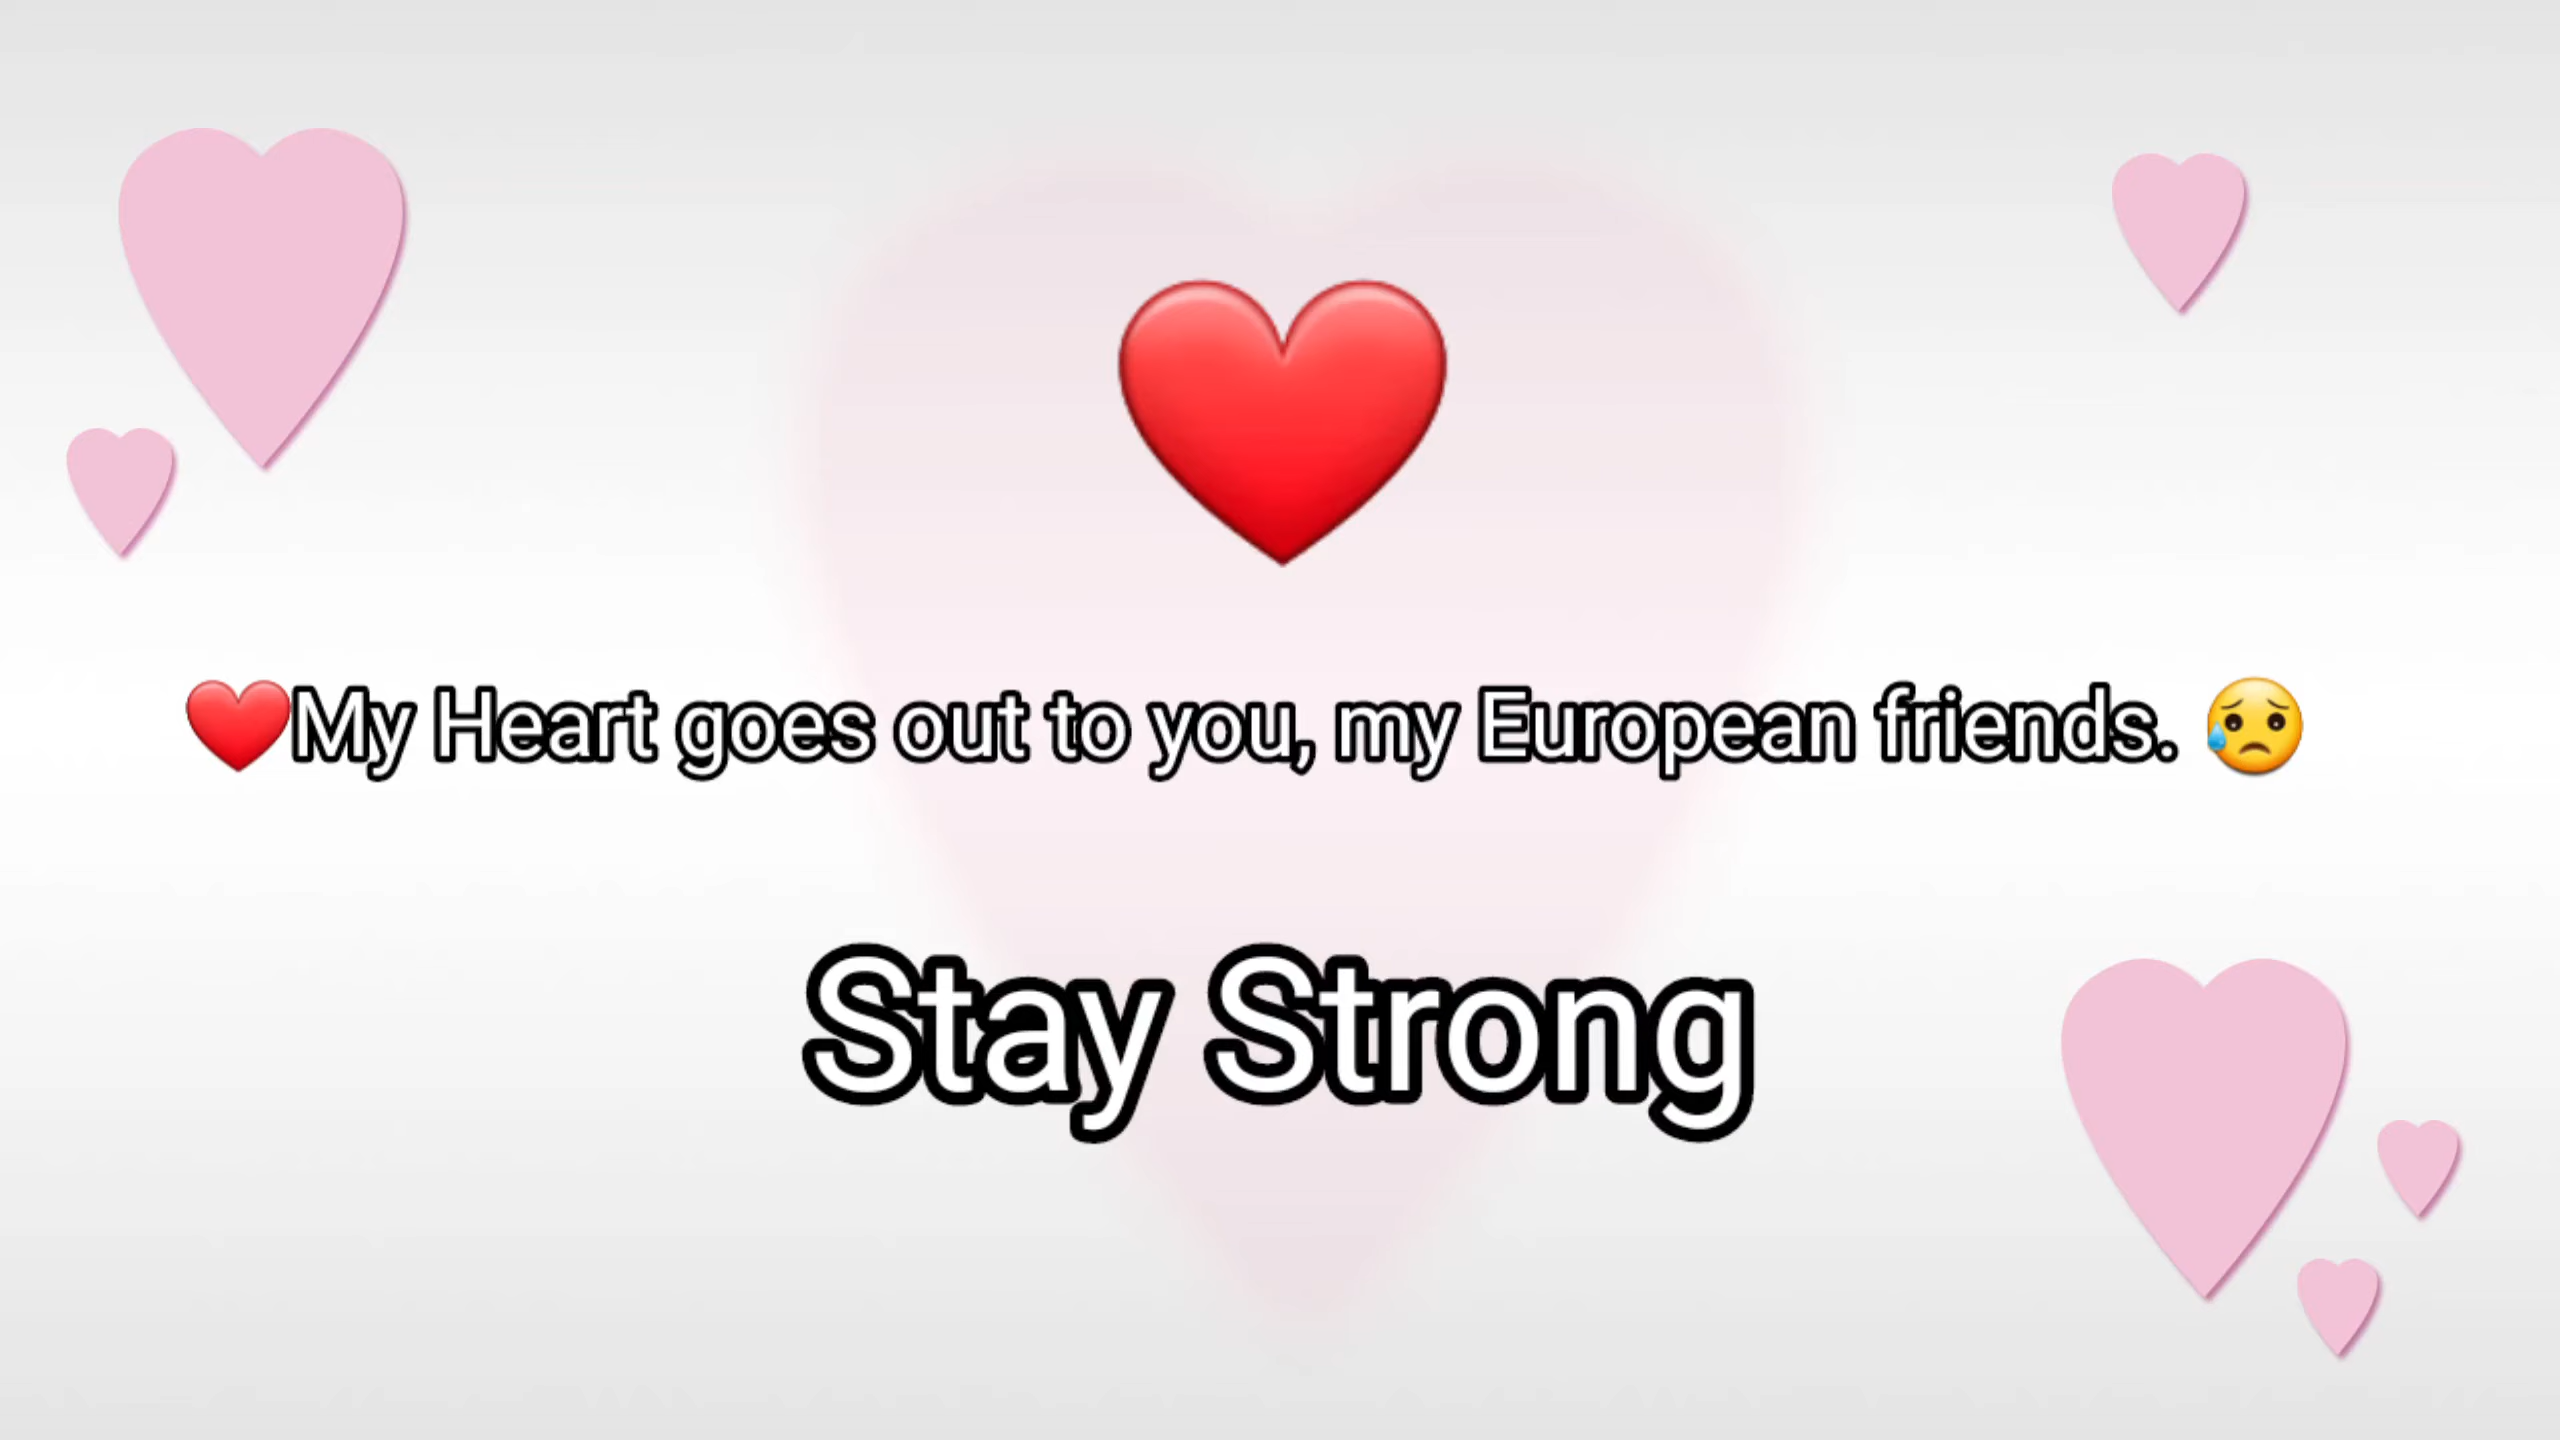 ❤️My Heart goes out to you, my European friends. 😥
Stay Strong